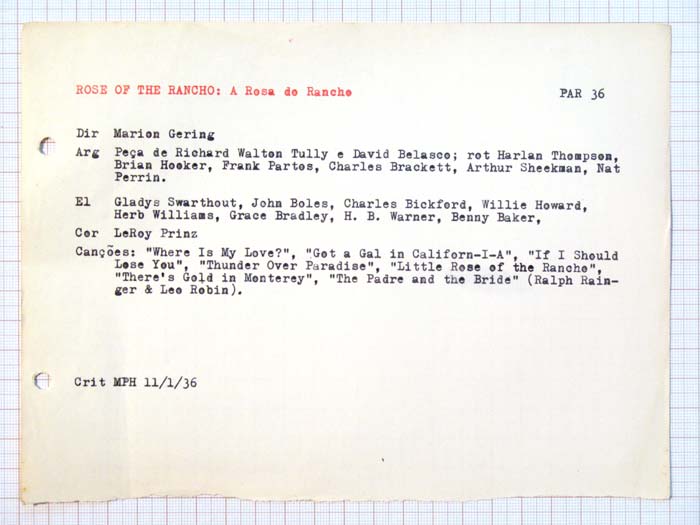 ROSE OF THE RANCHO: A Rosa do Rancho
PAR 36
Dir Marion Gering
Arg Peça de Richard Walton Tully e David Belasco; rot Harlan Thompson,
Brian Hooker, Frank Partos, Charles Brackett, Arthur Sheekman, Nat
Perrin.
El Gladys Swarthout, John Boles, Charles Bickford, Willie Howard,
Herb Williams, Grace Bradley, H. B. Warner, Benny Baker,
Cor LeRoy Prinz
Canções: "Where Is My Love?", "Got a Gal in Californ-I-A", "If I Should
Lose You", "Thunder Over Paradise", "Little Rose of the Rancho",
"There's Gold in Monterey", "The Padre and the Bride" (Ralph Rain-
ger & Leo Robin).
Crit MPH 11/1/36